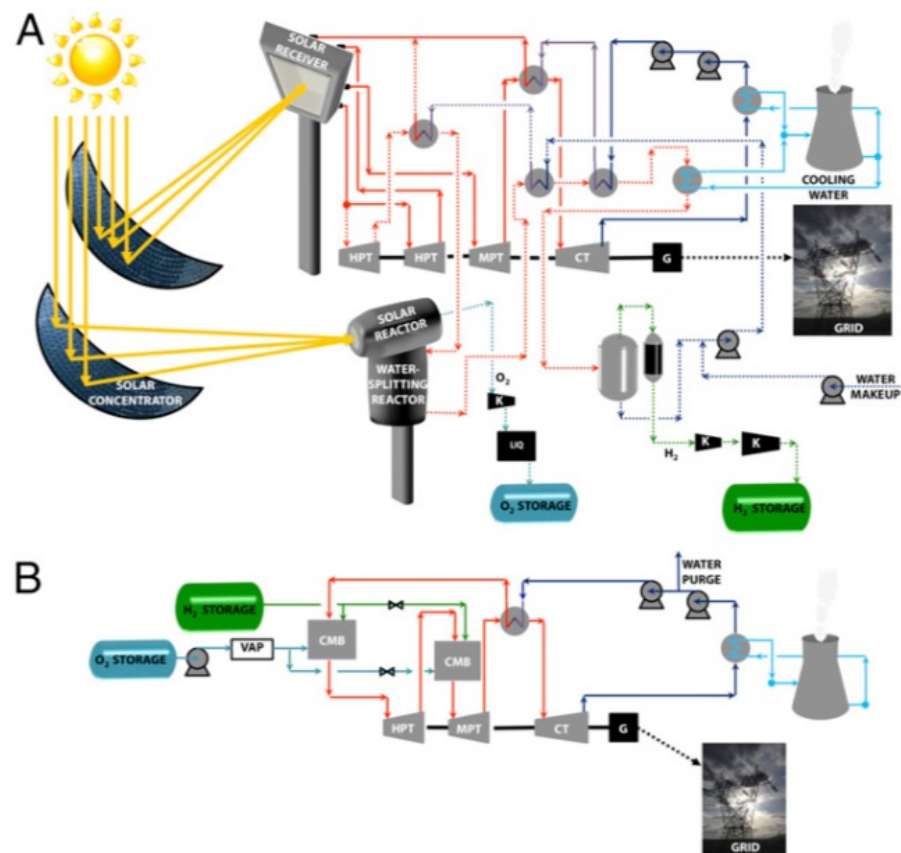 A
SOLAR
RECEIVER
COOLING
WATER
HPT
HPT
MPT
CT
G
GRID
SOLAR
REACTOR
WATER-
SPLITTING
REACTOR
SOLAR
CONCENTRATOR
O₂
K
LIQ
O₂ STORAGE
WATER
MAKEUP
H₂
K
K
H₂ STORAGE
B
WATER
PURGE
H₂ STORAGE
O₂ STORAGE
VAP
CMB
CMB
HPT
MPT
CT
G
GRID